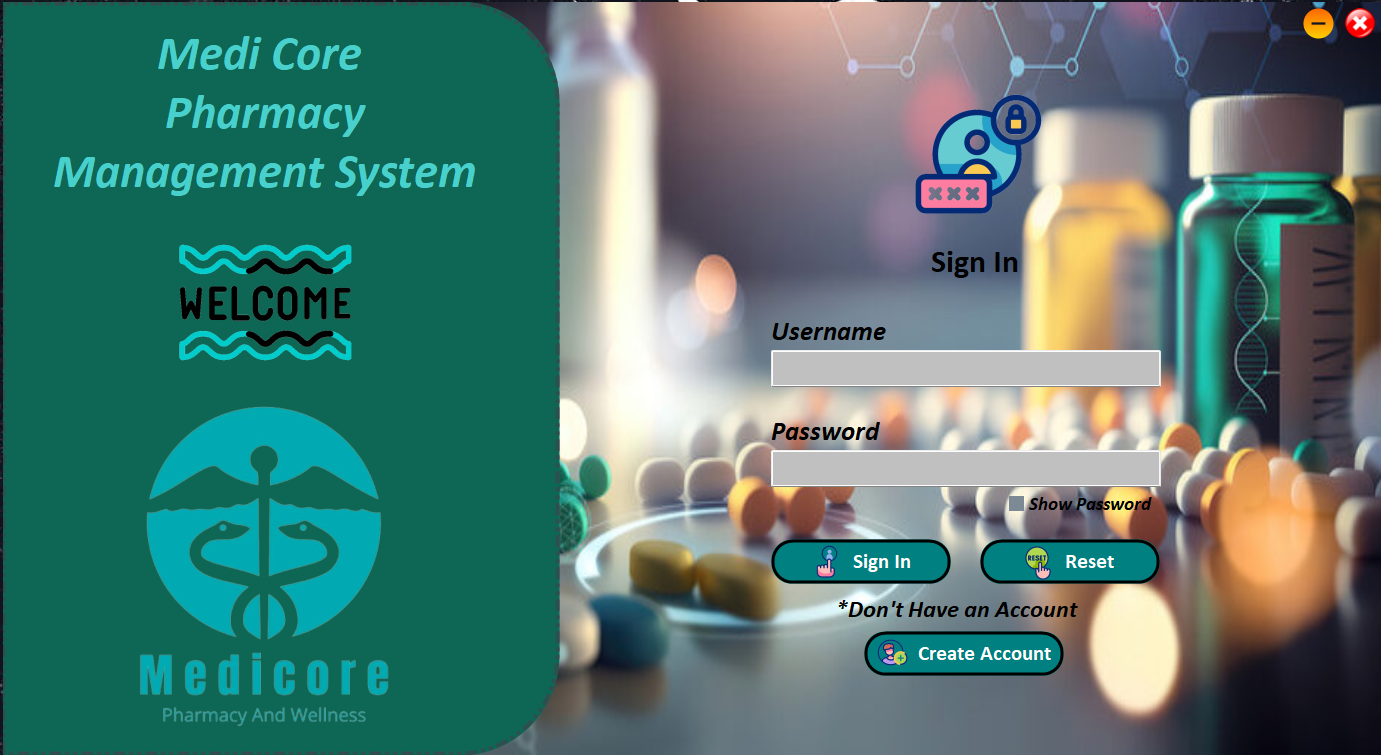 Medi Core
Pharmacy
Management System
WELCOME
Medicore
Pharmacy And Wellness
Sign In
Username
Password
Show Password
Sign In
RESET
Reset
*Don't Have an Account
Create Account